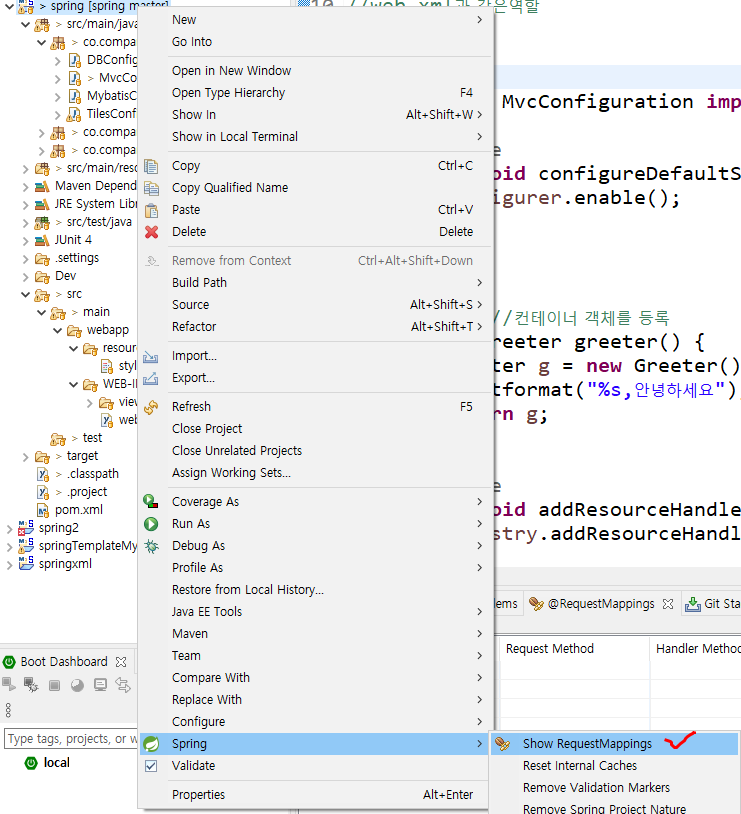 spring [spring master]
> src/main/java
> co.compa
DBConfig
> MvcCo
MybatisC
TilesConf
> co.compa
> co.compa
> src/main/reso
Maven Depend
JRE System Libr
> src/test/java
JUnit 4
.settings
Dev
> src
> main
webapp
resour
styl
WEB-IN
view
web
> test
> target
> .classpath
> .project
pom.xml
spring2
springTemplateMy
springxml
New
Go Into
Open in New Window
Open Type Hierarchy F4
Show In Alt+Shift+W >
Show in Local Terminal
Copy Ctrl+C
Copy Qualified Name
Paste Ctrl+V
Delete Delete
Remove from Context Ctrl+Alt+Shift+Down
Build Path
Source Alt+Shift+S >
Refactor Alt+Shift+T >
Import...
Export...
Refresh F5
Close Project
Close Unrelated Projects
Assign Working Sets...
Coverage As
Run As
Debug As
Profile As
Restore from Local History...
Java EE Tools
Maven
Team
Compare With
Replace With
Configure
Spring
Validate
Properties Alt+Enter
Show RequestMappings
Reset Internal Caches
Remove Validation Markers
Remove Spring Project Nature
10 //web.xml과 같은역할
MvcConfiguration imp
e
oid configureDefaultS
igurer.enable();
//컨테이너 객체를 등록
reeter greeter() {
ter g = new Greeter()
tformat("%s,안녕하세요")
rn g;
e
oid addResourceHandle
stry.addResourceHandl
lems @RequestMappings Git Sta
Request Method Handler Method
Boot Dashboard
Type tags, projects, or w
local